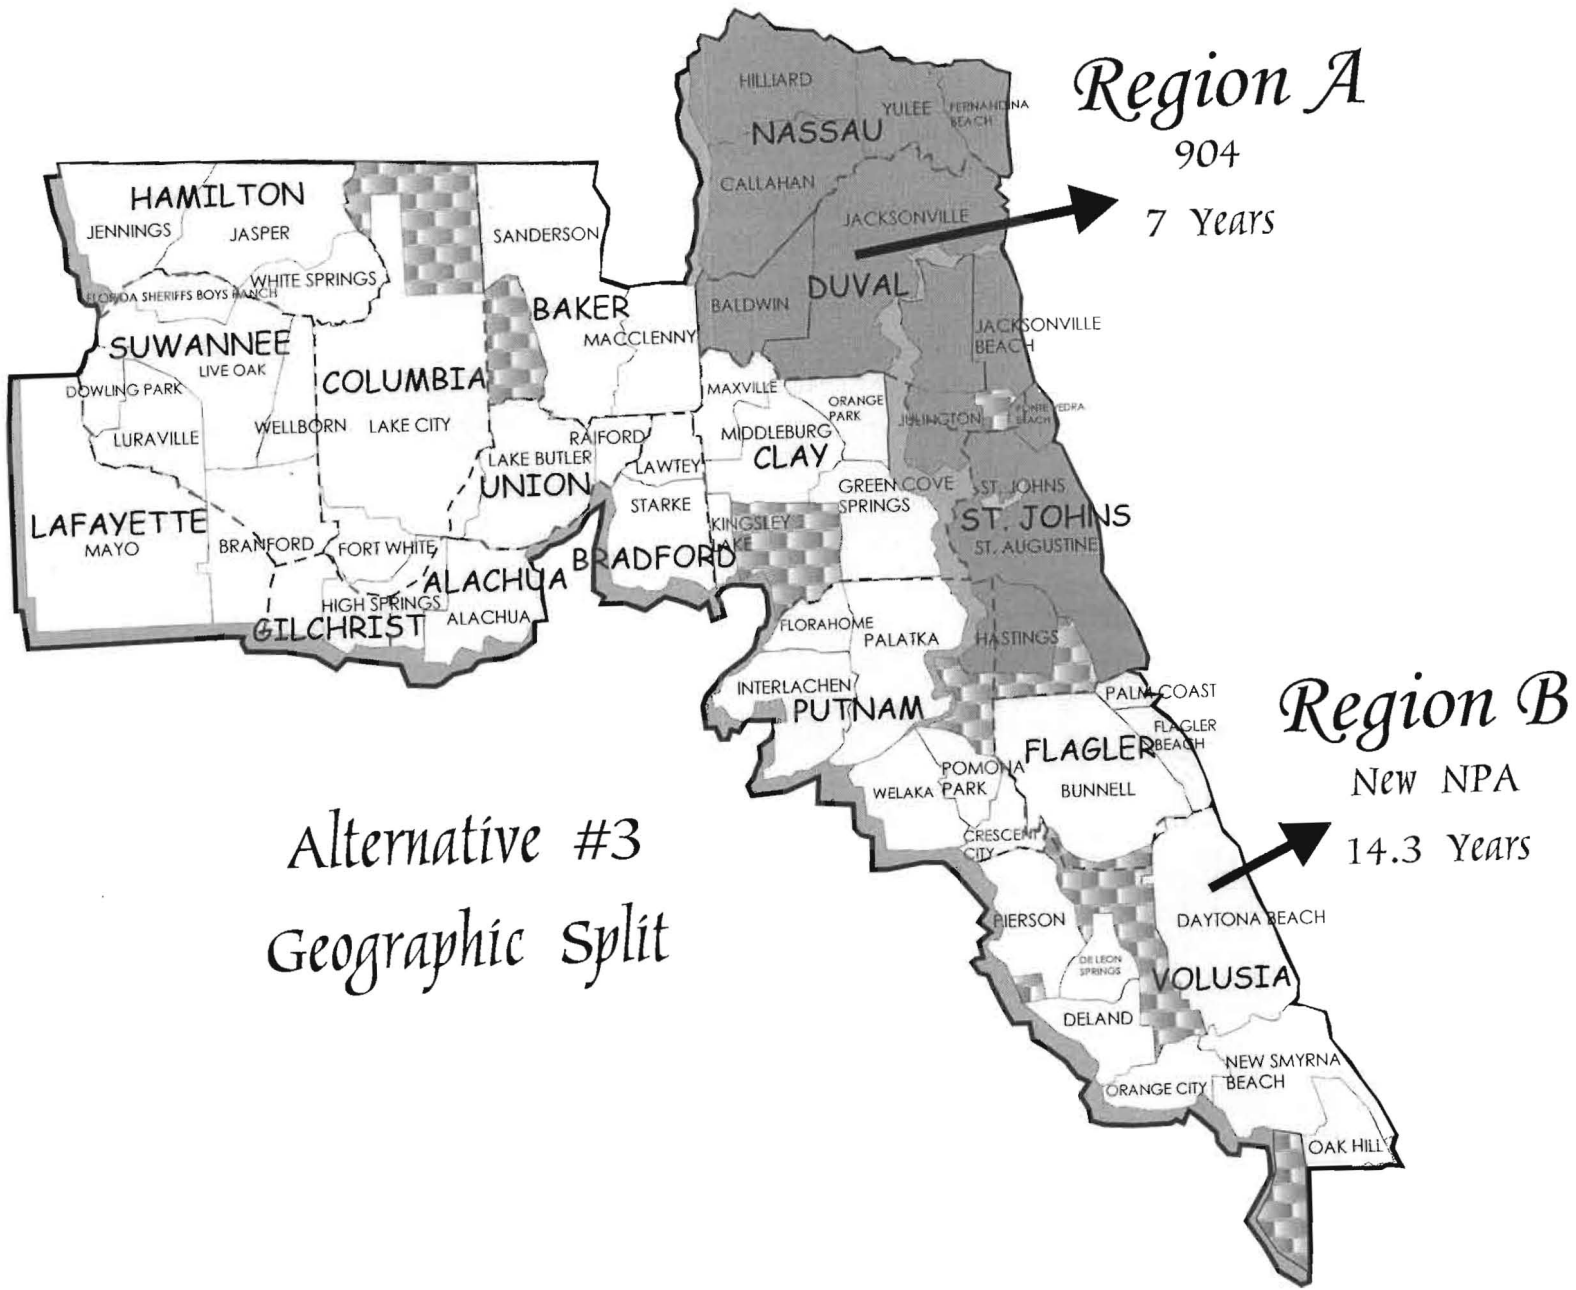 Region A
904
7 Years
HILLIARD
YULEE
FERNANDINA
BEACH
NASSAU
CALLAHAN
JACKSONVILLE
DUVAL
BALDWIN
JACKSONVILLE
BEACH
HAMILTON
JENNINGS
JASPER
WHITE SPRINGS
FLORIDA SHERIFFS BOYS RANCH
SANDERSON
BAKER
MACCLENNY
SUWANNEE
LIVE OAK
DOWLING PARK
LURAVILLE
WELLBORN
COLUMBIA
LAKE CITY
MAXVILLE
ORANGE
PARK
MIDDLEBURG
CLAY
JULINGTON
PONTE VEDRA
BEACH
RAIFORD
LAKE BUTLER
UNION
LAWTEY
STARKE
BRADFORD
KINGSLEY
LAKE
GREEN COVE
SPRINGS
ST. JOHNS
ST. JOHNS
ST. AUGUSTINE
LAFAYETTE
MAYO
BRANFORD
FORT WHITE
ALACHUA
HIGH SPRINGS
ALACHUA
GILCHRIST
FLORAHOME
PALATKA
HASTINGS
INTERLACHEN
PUTNAM
PALM COAST
FLAGLER
BEACH
FLAGLER
BUNNELL
POMONA
PARK
WELAKA
CRESCENT
CITY
Region B
New NPA
14.3 Years
PIERSON
DAYTONA BEACH
DE LEON
SPRINGS
VOLUSIA
DELAND
NEW SMYRNA
BEACH
ORANGE CITY
OAK HILL
Alternative #3
Geographic Split